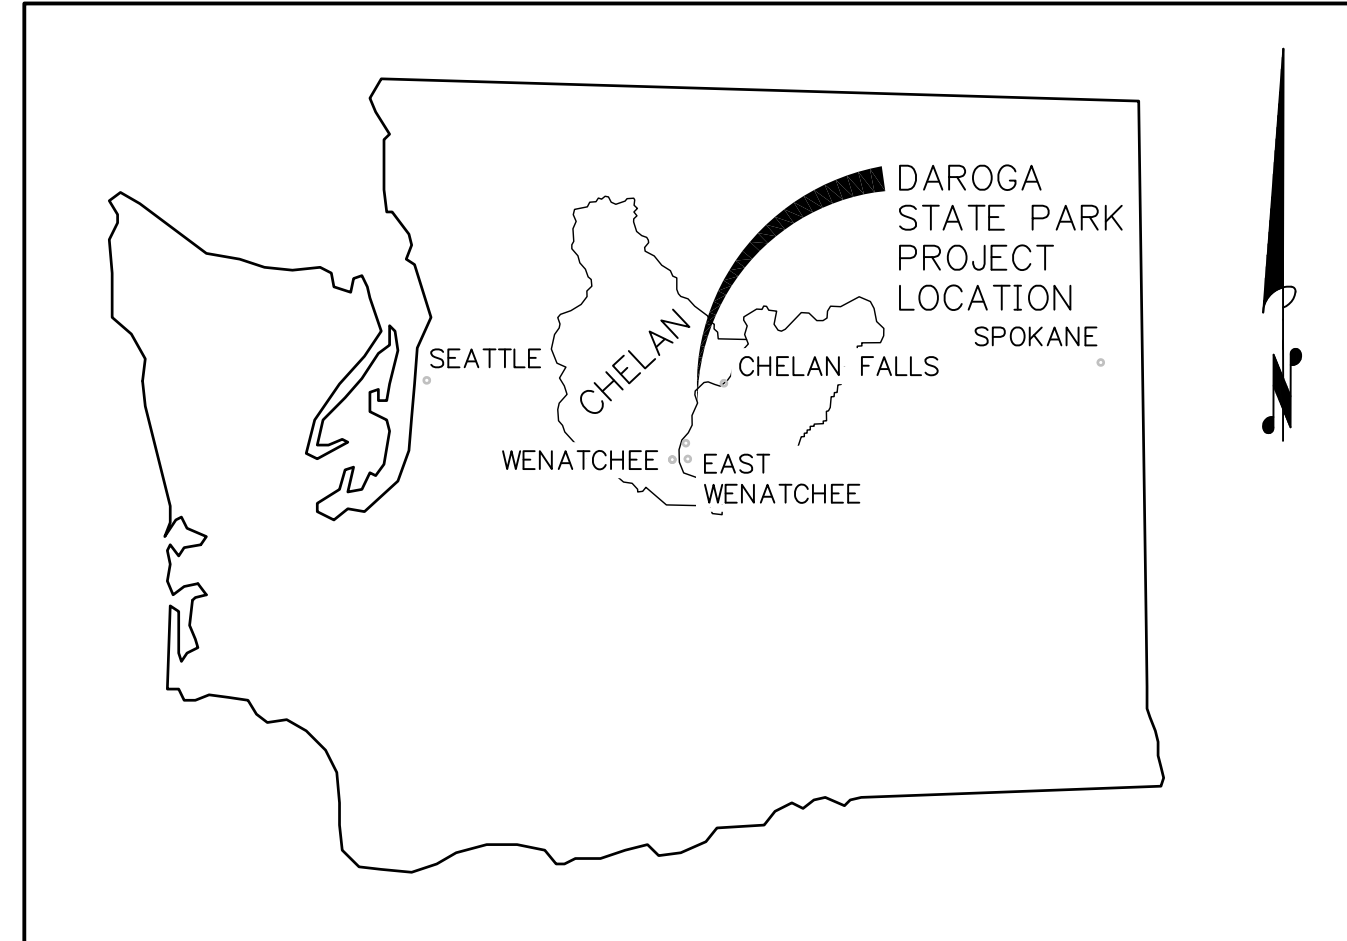 DAROGA
STATE PARK
PROJECT
LOCATION
SPOKANE
SEATTLE
CHELAN
CHELAN FALLS
WENATCHEE
EAST
WENATCHEE
N